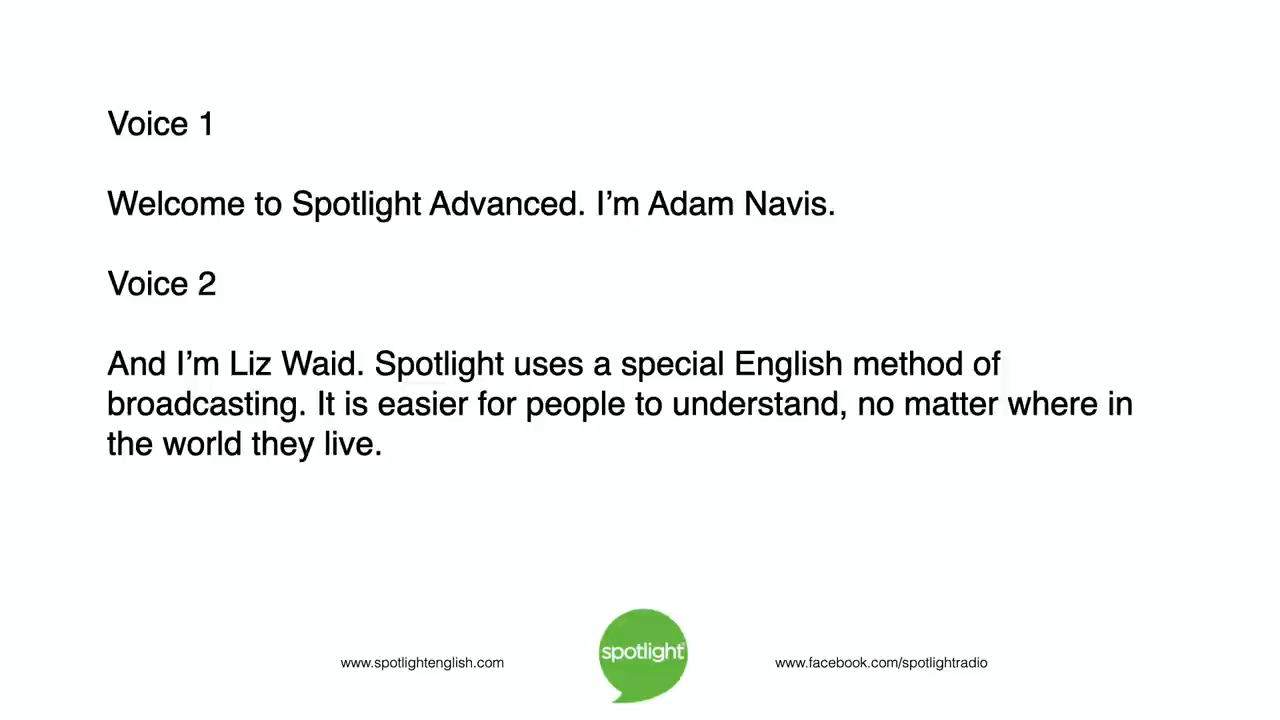 Voice 1
Welcome to Spotlight Advanced. I’m Adam Navis.
Voice 2
And I’m Liz Waid. Spotlight uses a special English method of
broadcasting. It is easier for people to understand, no matter where in
the world they live.
www.spotlightenglish.com
spotlight
www.facebook.com/spotlightradio